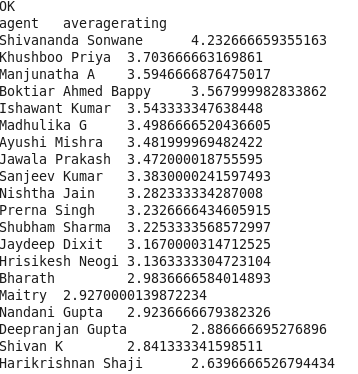 OK
agent	averagerating
Shivananda Sonwane	4.232666659355163
Khushboo Priya	3.703666663169861
Manjunatha A	3.5946666876475017
Boktiar Ahmed Bappy	3.567999982833862
Ishawant Kumar	3.543333347638448
Madhulika G	3.4986666520436605
Ayushi Mishra	3.481999969482422
Jawala Prakash	3.472000018755595
Sanjeev Kumar	3.3830000241597493
Nishtha Jain	3.282333334287008
Prerna Singh	3.2326666434605915
Shubham Sharma	3.2253333568572997
Jaydeep Dixit	3.1670000314712525
Hrisikesh Neogi	3.1363333304723104
Bharath	2.9836666584014893
Maitry	2.9270000139872234
Nandani Gupta	2.9236666679382326
Deepranjan Gupta	2.886666695276896
Shivan K	2.841333341598511
Harikrishnan Shaji	2.6396666526794434